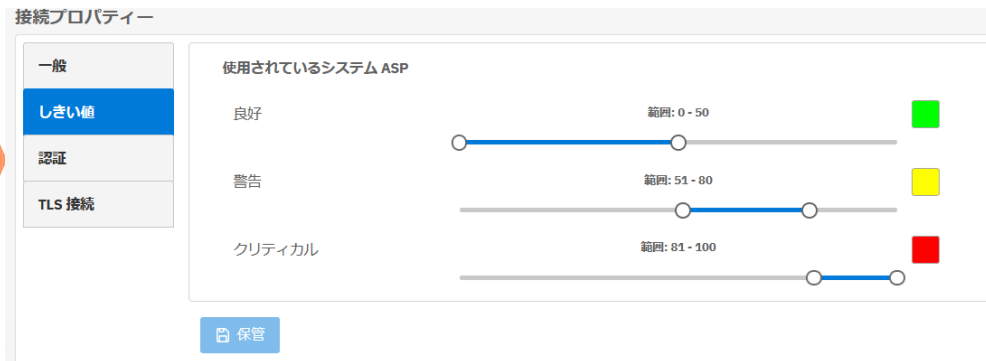 接続プロパティー
一般
しきい値
認証
TLS 接続
使用されているシステム ASP
良好
範囲: 0 - 50
警告
範囲: 51 - 80
クリティカル
範囲: 81 - 100
保管